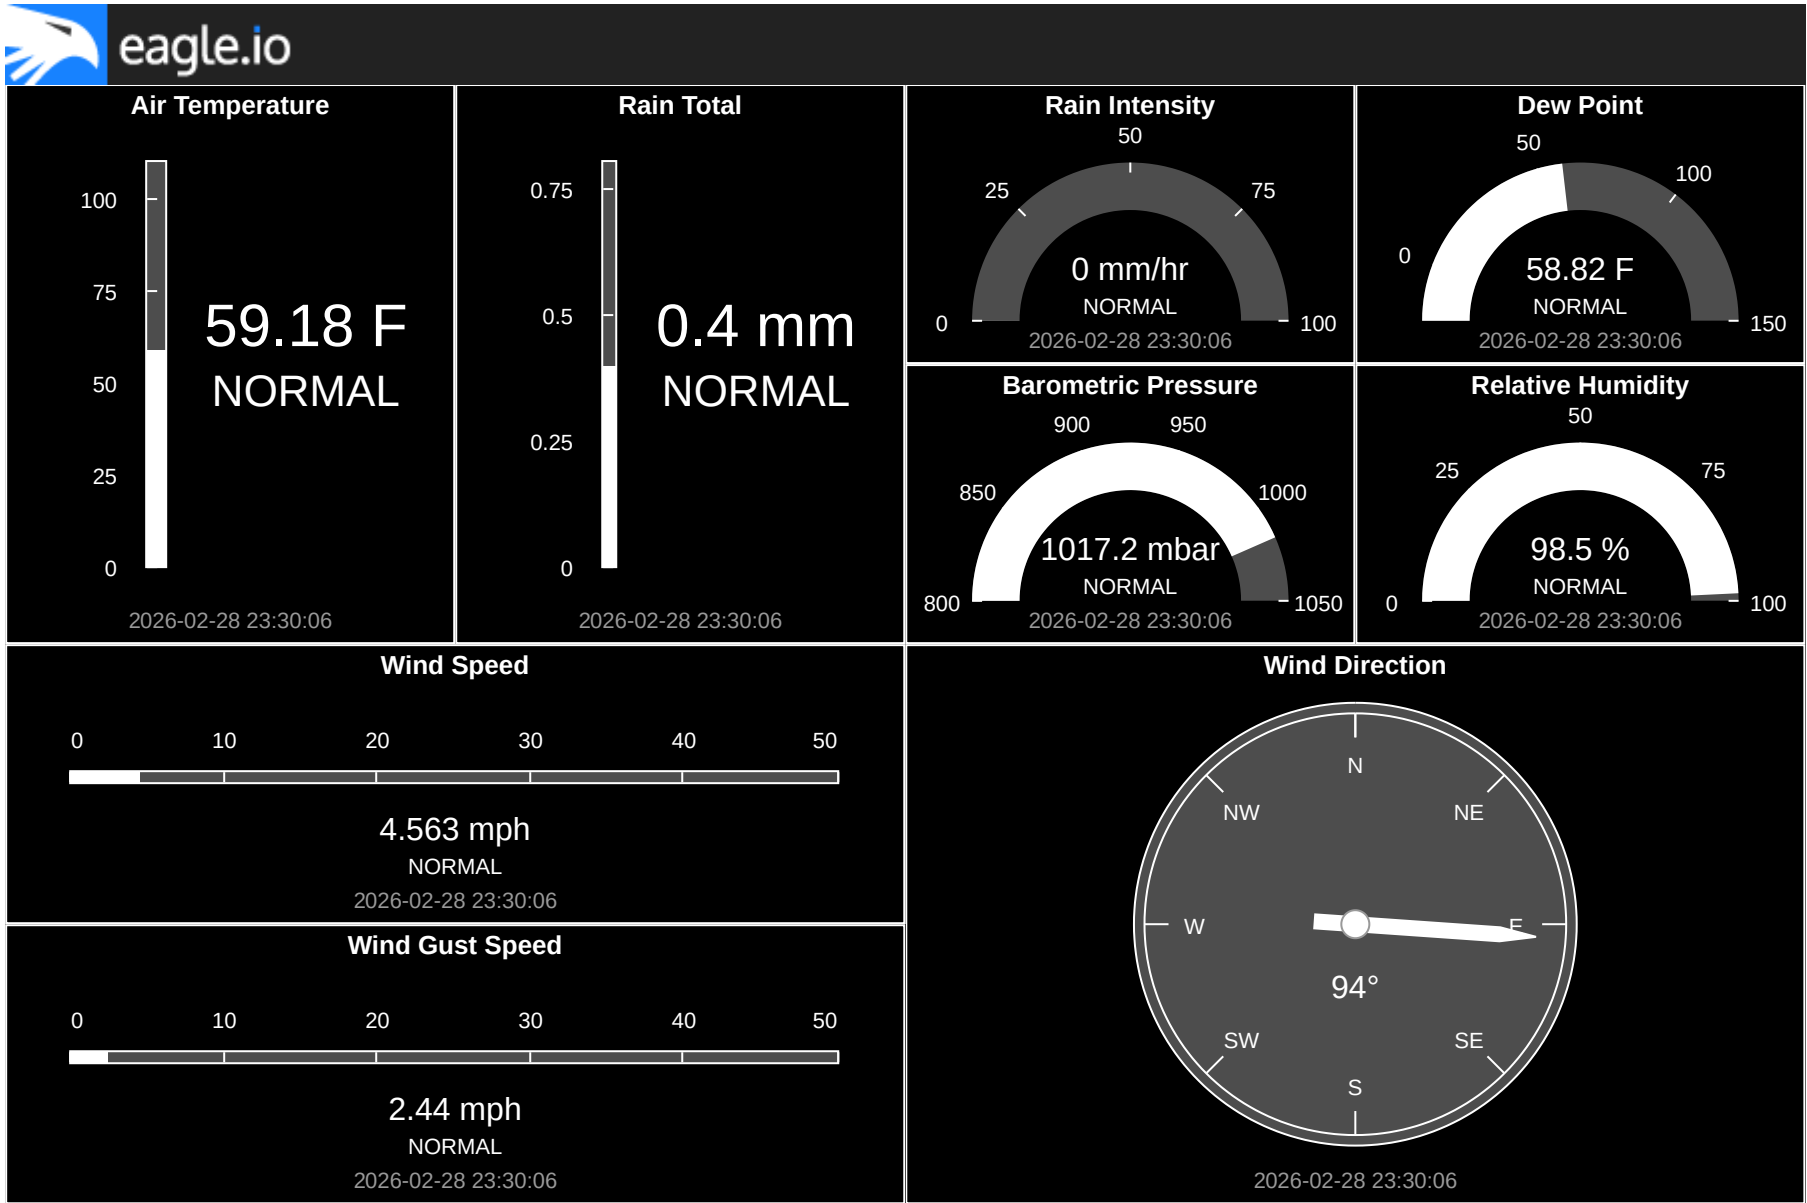 eagle.io
Air Temperature
100
75
50
25
0
59.18 F
NORMAL
2026-02-28 23:30:06
Rain Total
0.75
0.5
0.25
0
0.4 mm
NORMAL
2026-02-28 23:30:06
Rain Intensity
0
25
50
75
100
0 mm/hr
NORMAL
2026-02-28 23:30:06
Dew Point
0
50
100
150
58.82 F
NORMAL
2026-02-28 23:30:06
Barometric Pressure
800
850
900
950
1000
1050
1017.2 mbar
NORMAL
2026-02-28 23:30:06
Relative Humidity
0
25
50
75
100
98.5 %
NORMAL
2026-02-28 23:30:06
Wind Speed
0 10 20 30 40 50
4.563 mph
NORMAL
2026-02-28 23:30:06
Wind Gust Speed
0 10 20 30 40 50
2.44 mph
NORMAL
2026-02-28 23:30:06
Wind Direction
N
NW NE
W E
94°
SW SE
S
2026-02-28 23:30:06